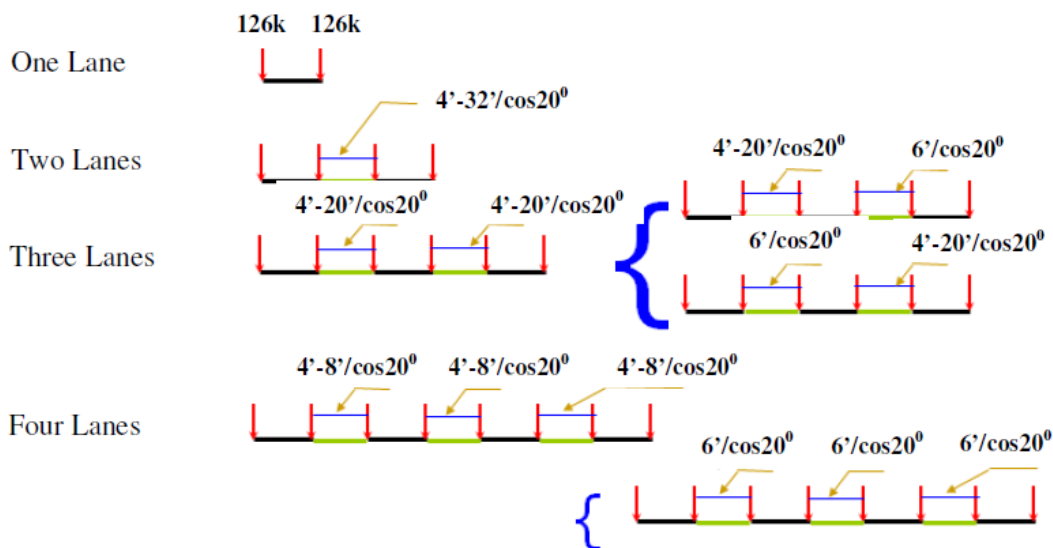 126k 126k
One Lane
4'-32'/cos20⁰
Two Lanes
4'-20'/cos20⁰ 6'/cos20⁰
4'-20'/cos20⁰ 4'-20'/cos20⁰
Three Lanes
6'/cos20⁰ 4'-20'/cos20⁰
4'-8'/cos20⁰ 4'-8'/cos20⁰ 4'-8'/cos20⁰
Four Lanes
6'/cos20⁰ 6'/cos20⁰ 6'/cos20⁰